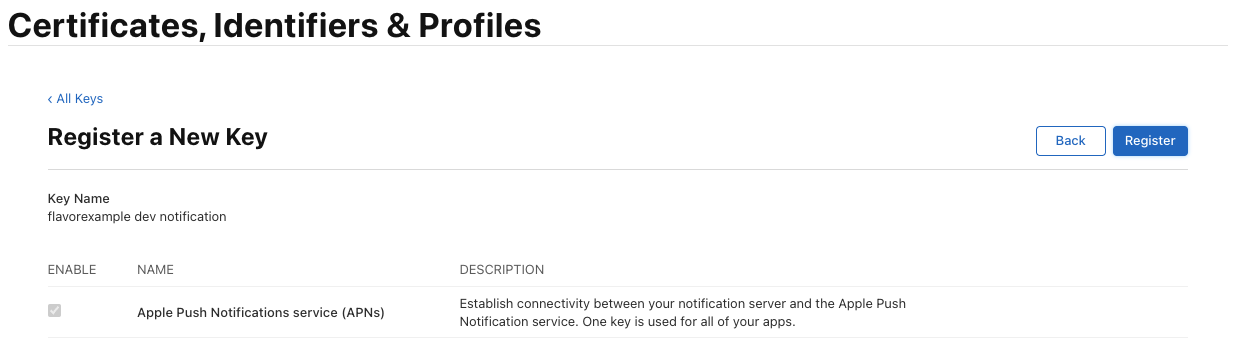 Certificates, Identifiers & Profiles
‹ All Keys
Register a New Key
Back
Register
Key Name
flavorexample dev notification
ENABLE
NAME
DESCRIPTION
Apple Push Notifications service (APNs)
Establish connectivity between your notification server and the Apple Push
Notification service. One key is used for all of your apps.